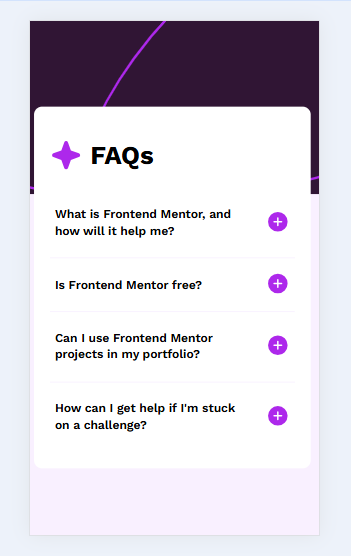 FAQs
What is Frontend Mentor, and
how will it help me?
Is Frontend Mentor free?
Can I use Frontend Mentor
projects in my portfolio?
How can I get help if I'm stuck
on a challenge?